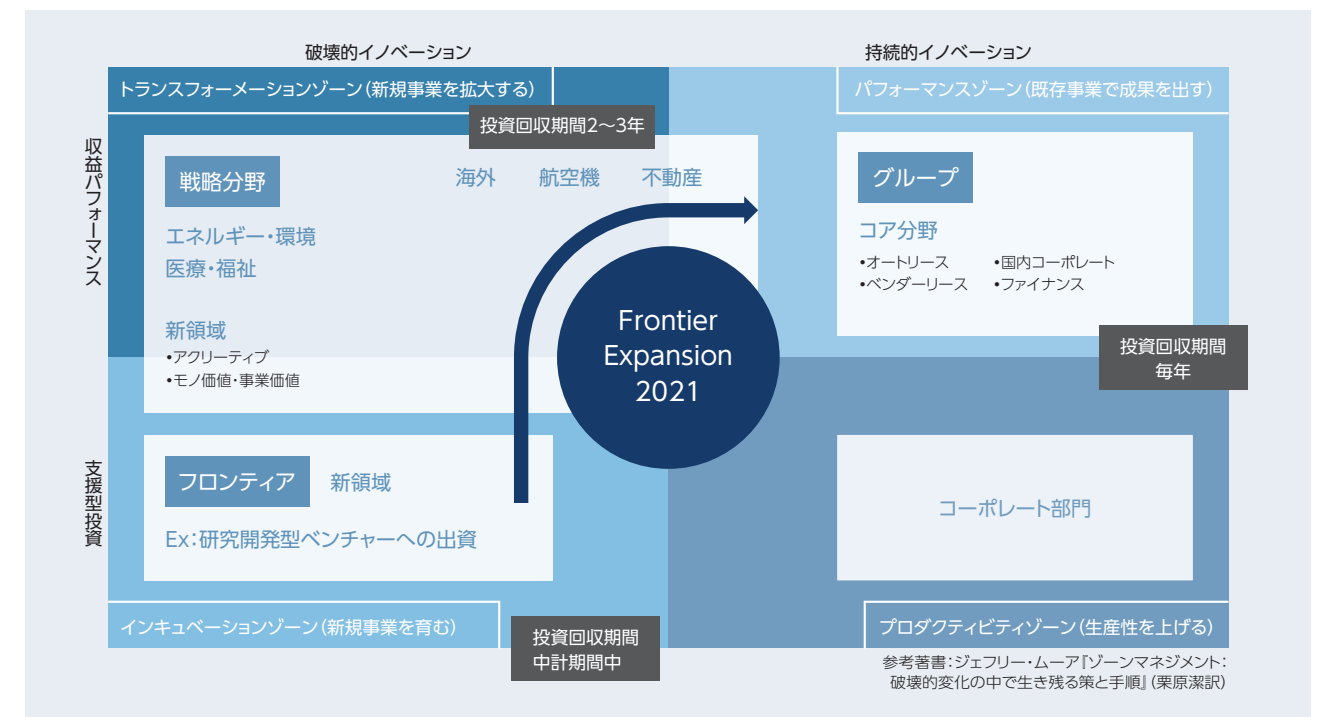 破壊的イノベーション
持続的イノベーション
収益パフォーマンス
支援型投資
トランスフォーメーションゾーン（新規事業を拡大する）
投資回収期間2～3年
戦略分野
海外
航空機
不動産
エネルギー・環境
医療・福祉
新領域
•アクリーティブ
•モノ価値・事業価値
パフォーマンスゾーン（既存事業で成果を出す）
グループ
コア分野
•オートリース
•国内コーポレート
•ベンダーリース
•ファイナンス
投資回収期間
毎年
Frontier
Expansion
2021
フロンティア
新領域
Ex：研究開発型ベンチャーへの出資
インキュベーションゾーン（新規事業を育む）
投資回収期間
中計期間中
コーポレート部門
プロダクティビティゾーン（生産性を上げる）
参考著書：ジェフリー・ムーア『ゾーンマネジメント：
破壊的変化の中で生き残る策と手順』（栗原潔訳）